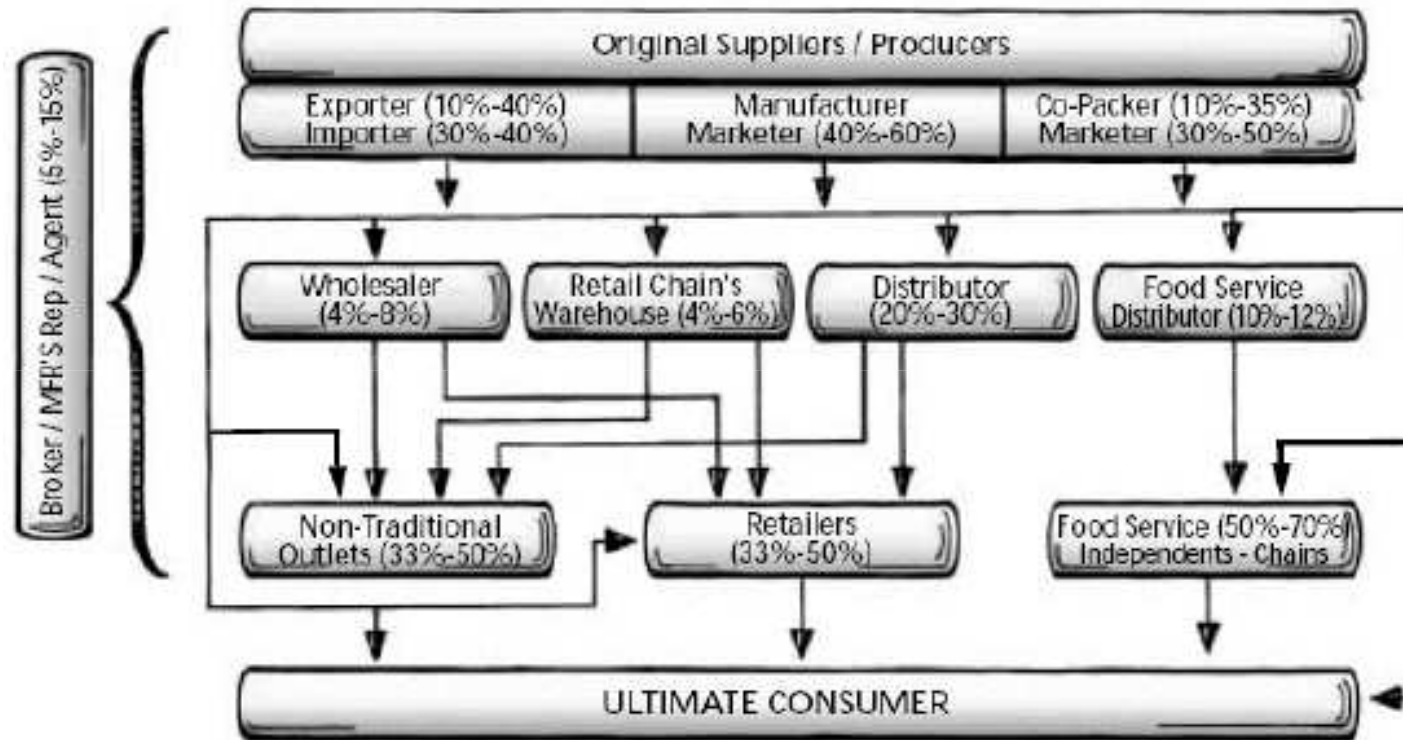 Broker / MFR'S Rep / Agent (5%-15%)
Original Suppliers / Producers
Exporter (10%-40%)
Importer (30%-40%)
Manufacturer
Marketer (40%-60%)
Co-Packer (10%-35%)
Marketer (30%-50%)
Wholesaler
(4%-8%)
Retail Chain's
Warehouse (4%-6%)
Distributor
(20%-30%)
Food Service
Distributor (10%-12%)
Non-Traditional
Outlets (33%-50%)
Retailers
(33%-50%)
Food Service (50%-70%)
Independents - Chains
ULTIMATE CONSUMER